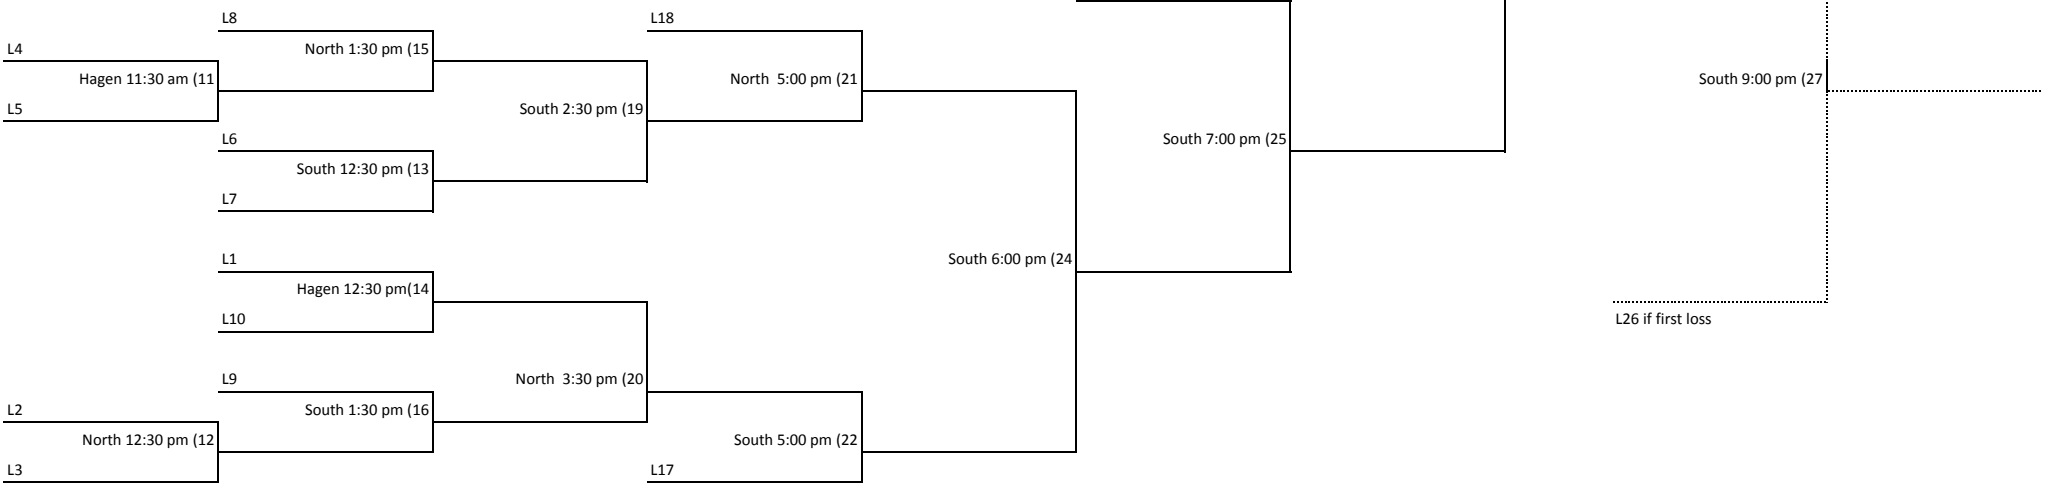 L8
L18
L4
North 1:30 pm (15
Hagen 11:30 am (11
North  5:00 pm (21
South 9:00 pm (27
L5
South 2:30 pm (19
L6
South 7:00 pm (25
South 12:30 pm (13
L7
L1
South 6:00 pm (24
Hagen 12:30 pm(14
L10
L26 if first loss
L9
North  3:30 pm (20
L2
South 1:30 pm (16
North 12:30 pm (12
South 5:00 pm (22
L3
L17